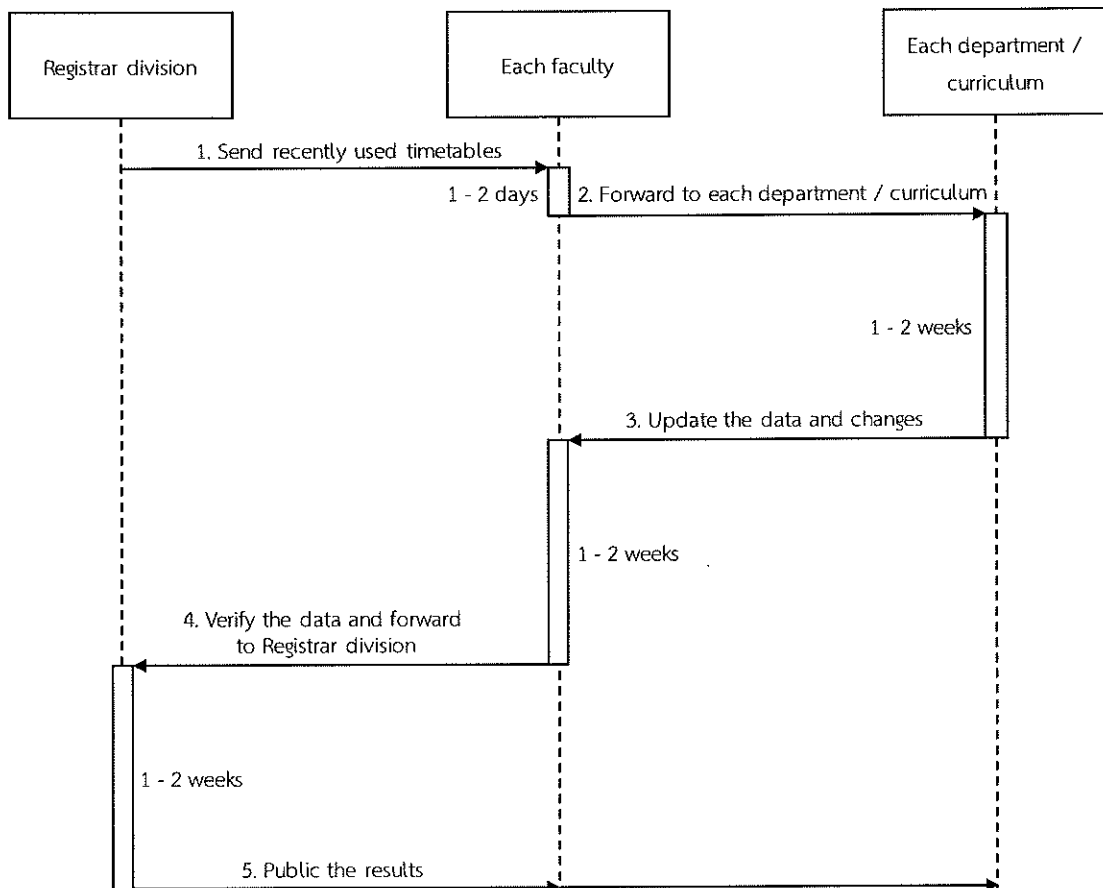 Registrar division
Each faculty
Each department /
curriculum
1. Send recently used timetables
1 - 2 days
2. Forward to each department / curriculum
1 - 2 weeks
3. Update the data and changes
1 - 2 weeks
4. Verify the data and forward
to Registrar division
1 - 2 weeks
5. Public the results